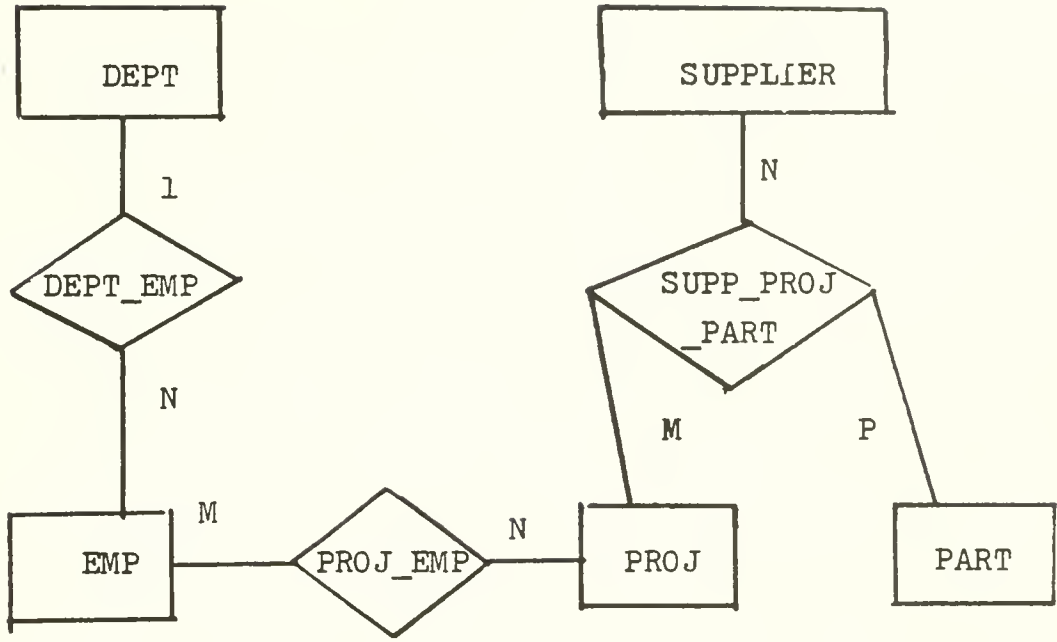 DEPT
SUPPLIER
1
N
DEPT_EMP
SUPP_PROJ
_PART
N
M
P
M
N
EMP
PROJ_EMP
PROJ
PART